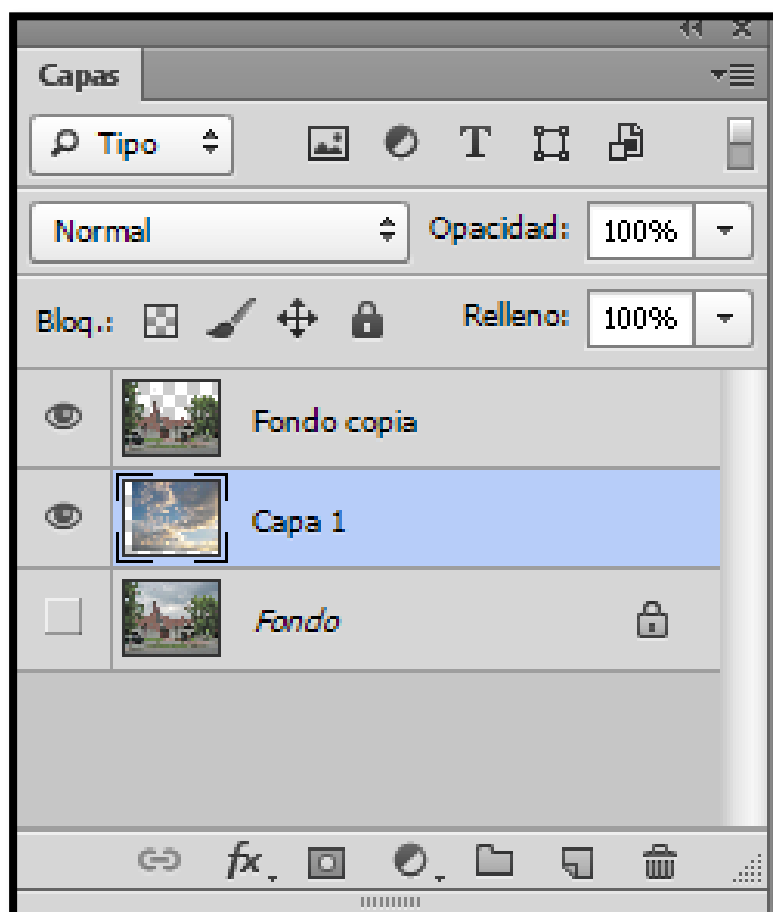 Capas
Tipo T
Normal Opacidad: 100%
Bloq.: Relleno: 100%
Fondo copia
Capa 1
Fondo
fx